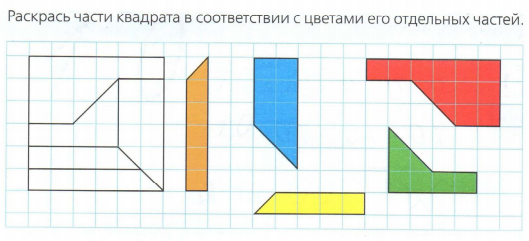 Раскрась части квадрата в соответствии с цветами его отдельных частей.